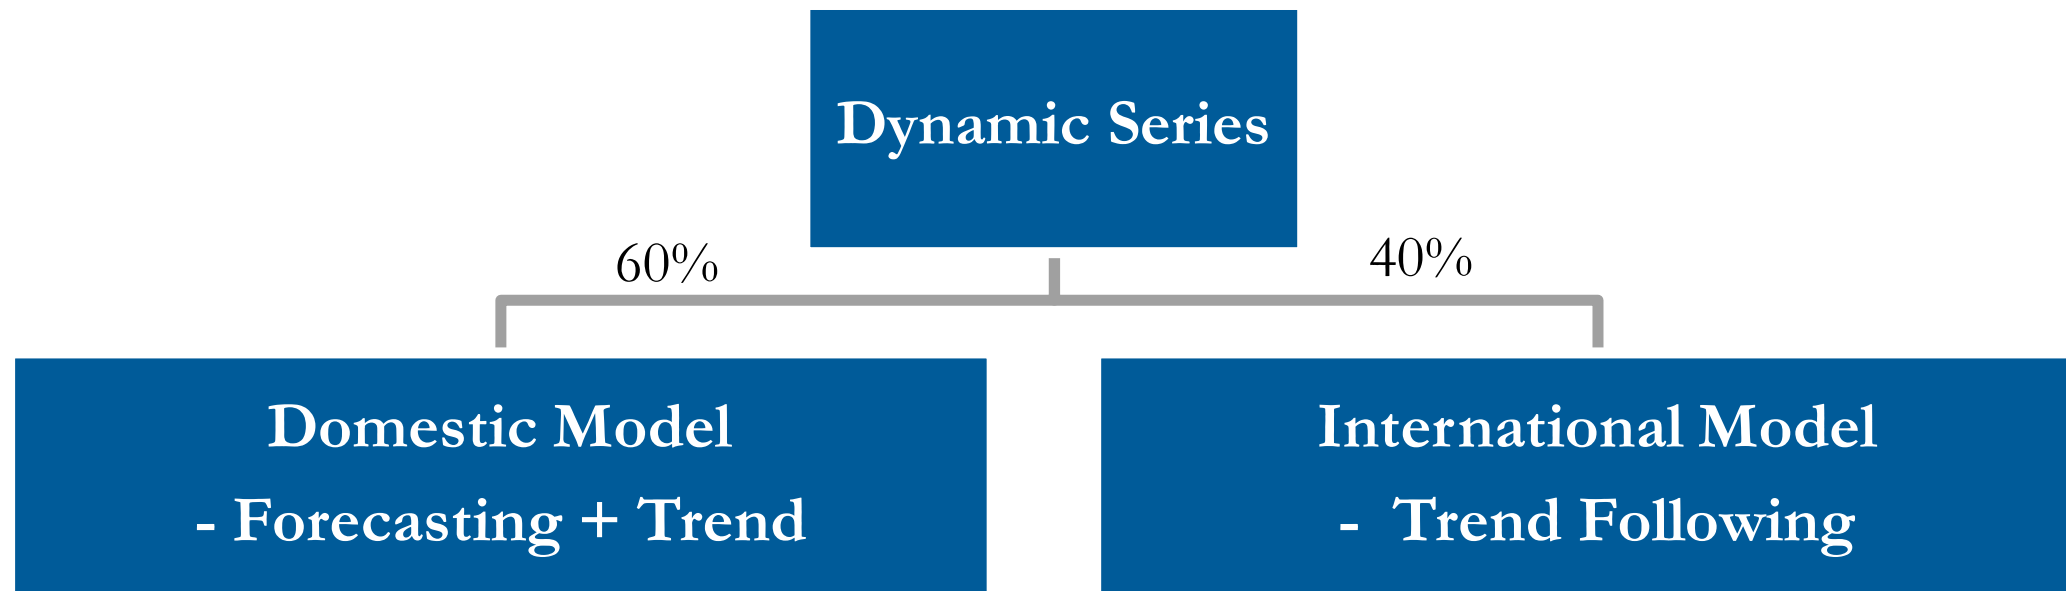 Dynamic Series
60%
40%
Domestic Model
- Forecasting + Trend
International Model
- Trend Following